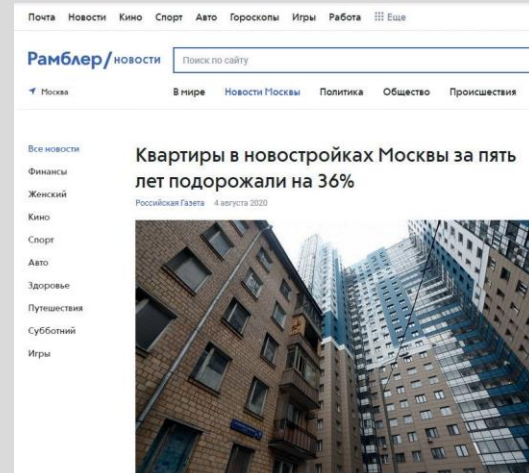 Почта Новости Кино Спорт Авто Гороскопы Игры Работа Еще
Рамблер/новости
Поиск по сайту
Москва
В мире Новости Москвы Политика Общество Происшествия
Все новости
Финансы
Женский
Кино
Спорт
Авто
Здоровье
Путешествия
Субботний
Игры
Квартиры в новостройках Москвы за пять
лет подорожали на 36%
Российская Газета 4 августа 2020